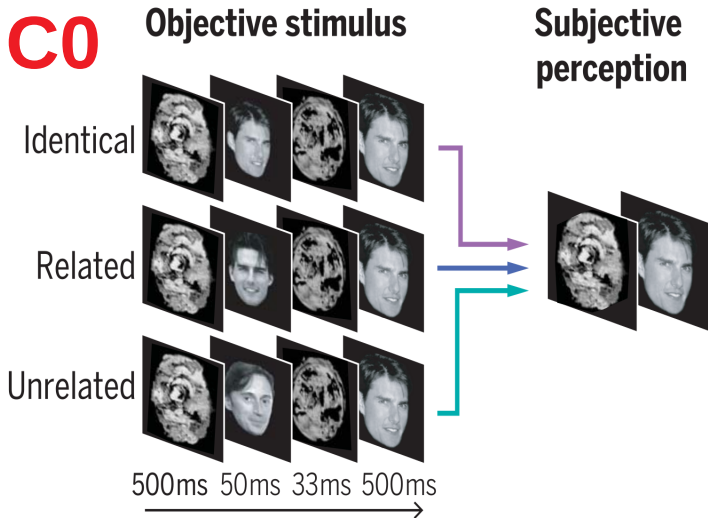 C0
Objective stimulus
Subjective
perception
Identical
Related
Unrelated
500ms 50ms 33ms 500ms